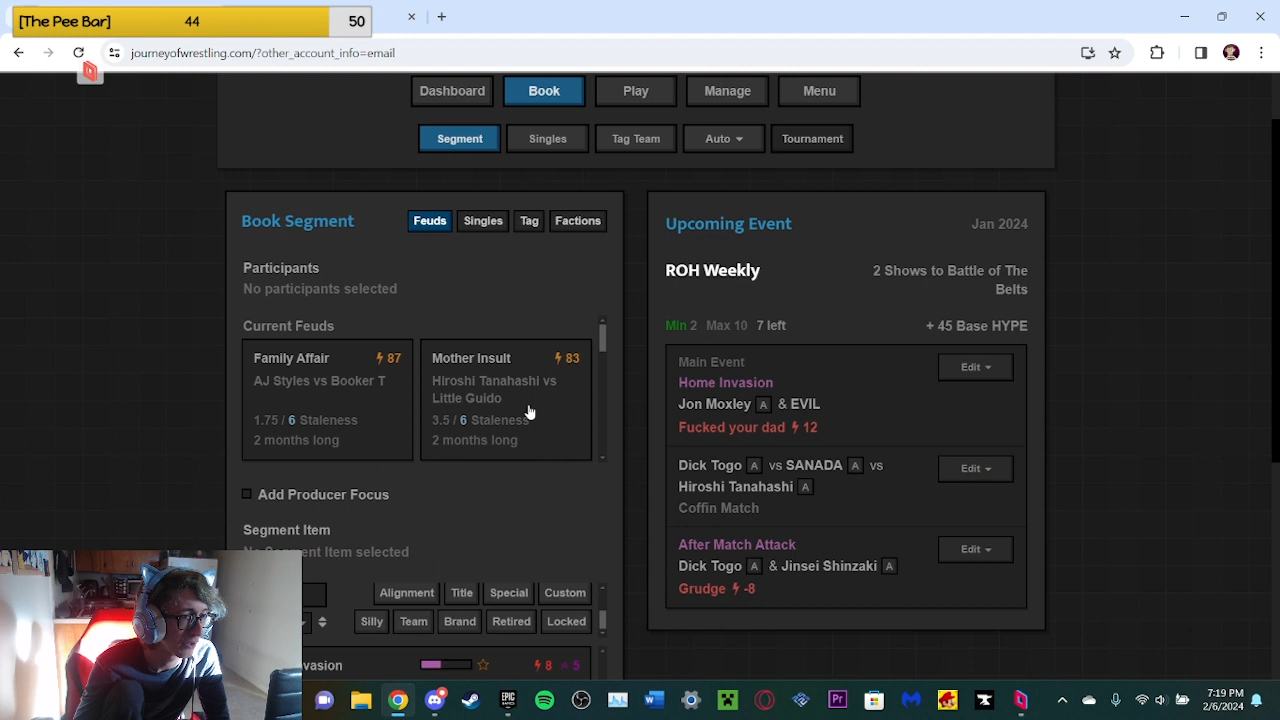 [The Pee Bar] 44 50
journeyofwrestling.com/?other_account_info=email
Dashboard Book Play Manage Menu
Segment Singles Tag Team Auto Tournament
Book Segment Feuds Singles Tag Factions
Participants
No participants selected
Current Feuds
Family Affair 87
AJ Styles vs Booker T
1.75 / 6 Staleness
2 months long
Mother Insult 83
Hiroshi Tanahashi vs
Little Guido
3.5 / 6 Staleness
2 months long
Add Producer Focus
Segment Item
No Segment Item selected
Alignment Title Special Custom
Silly Team Brand Retired Locked
vasion 8 5
Upcoming Event Jan 2024
ROH Weekly 2 Shows to Battle of The
Belts
Min 2 Max 10 7 left + 45 Base HYPE
Main Event Edit
Home Invasion
Jon Moxley A & EVIL
Fucked your dad 12
Dick Togo A vs SANADA A vs Edit
Hiroshi Tanahashi A
Coffin Match
After Match Attack Edit
Dick Togo A & Jinsei Shinzaki A
Grudge -8
EPIC
Pr
7:19 PM
2/6/2024